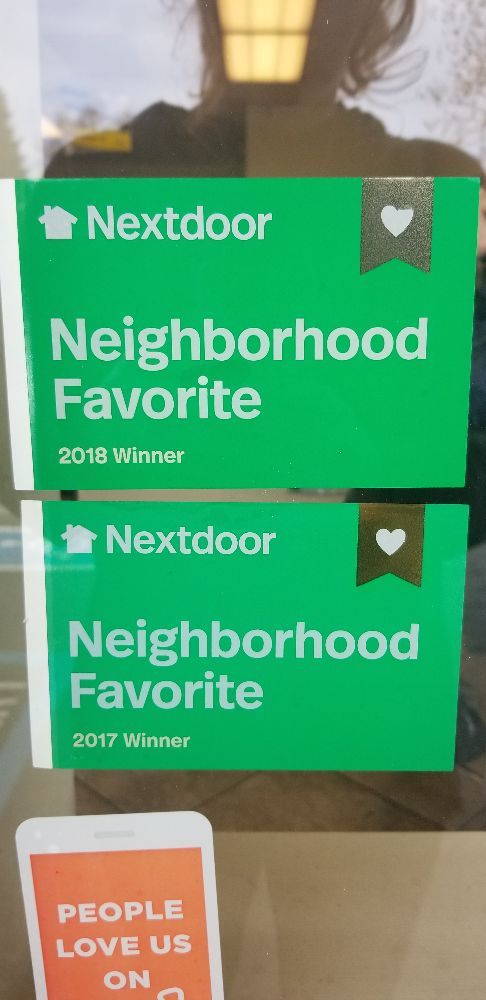 Nextdoor
Neighborhood
Favorite
2018 Winner
Nextdoor
Neighborhood
Favorite
2017 Winner
PEOPLE
LOVE US
ON